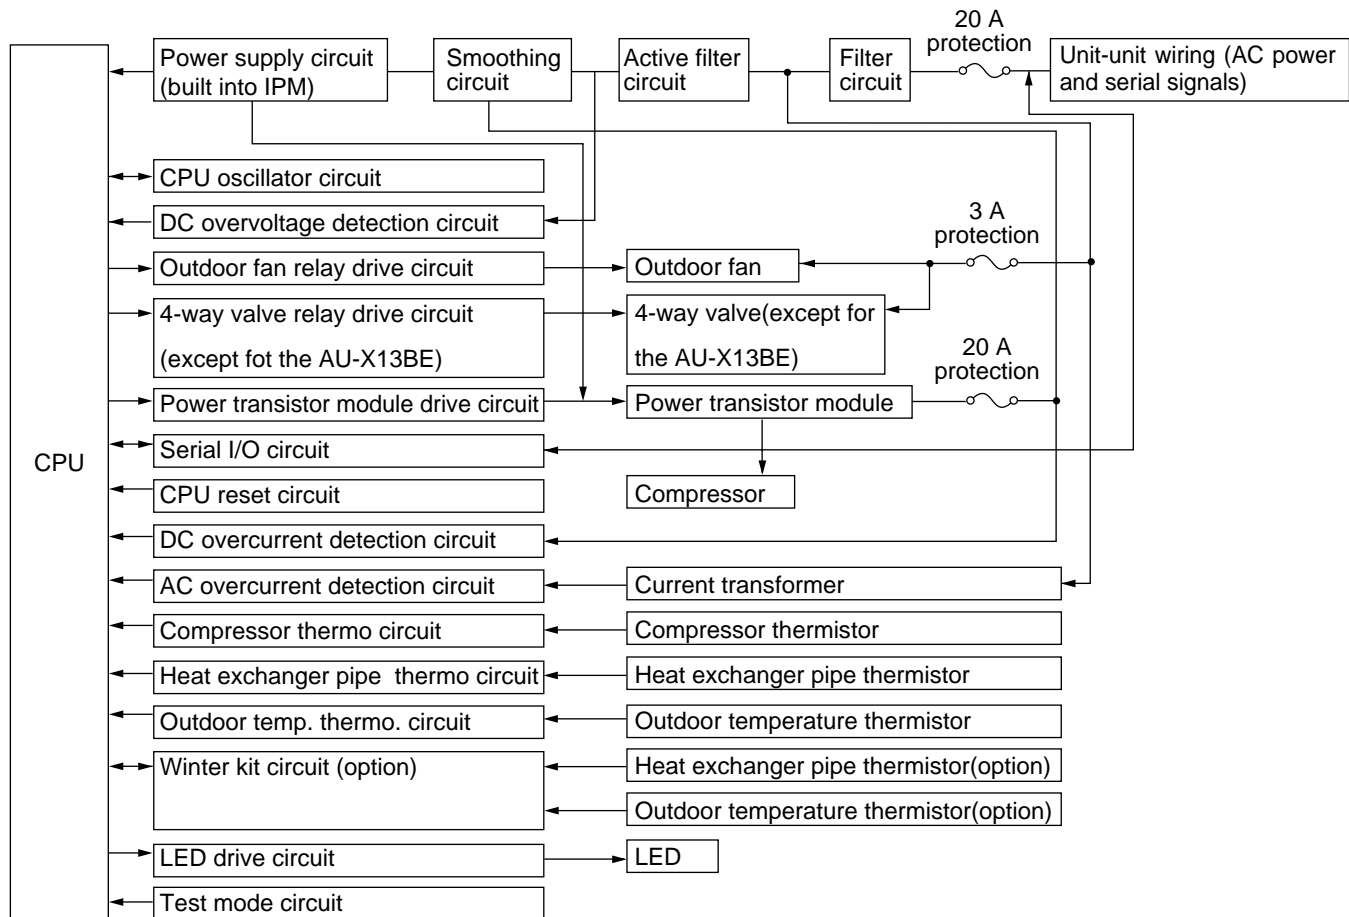 20 A
protection
Power supply circuit
(built into IPM)
Smoothing
circuit
Active filter
circuit
Filter
circuit
Unit-unit wiring (AC power
and serial signals)
CPU oscillator circuit
DC overvoltage detection circuit
3 A
protection
Outdoor fan relay drive circuit
Outdoor fan
4-way valve relay drive circuit
(except fot the AU-X13BE)
4-way valve(except for
the AU-X13BE)
20 A
protection
Power transistor module drive circuit
Power transistor module
CPU
Serial I/O circuit
CPU reset circuit
Compressor
DC overcurrent detection circuit
AC overcurrent detection circuit
Current transformer
Compressor thermo circuit
Compressor thermistor
Heat exchanger pipe thermo circuit
Heat exchanger pipe thermistor
Outdoor temp. thermo. circuit
Outdoor temperature thermistor
Winter kit circuit (option)
Heat exchanger pipe thermistor(option)
Outdoor temperature thermistor(option)
LED drive circuit
LED
Test mode circuit